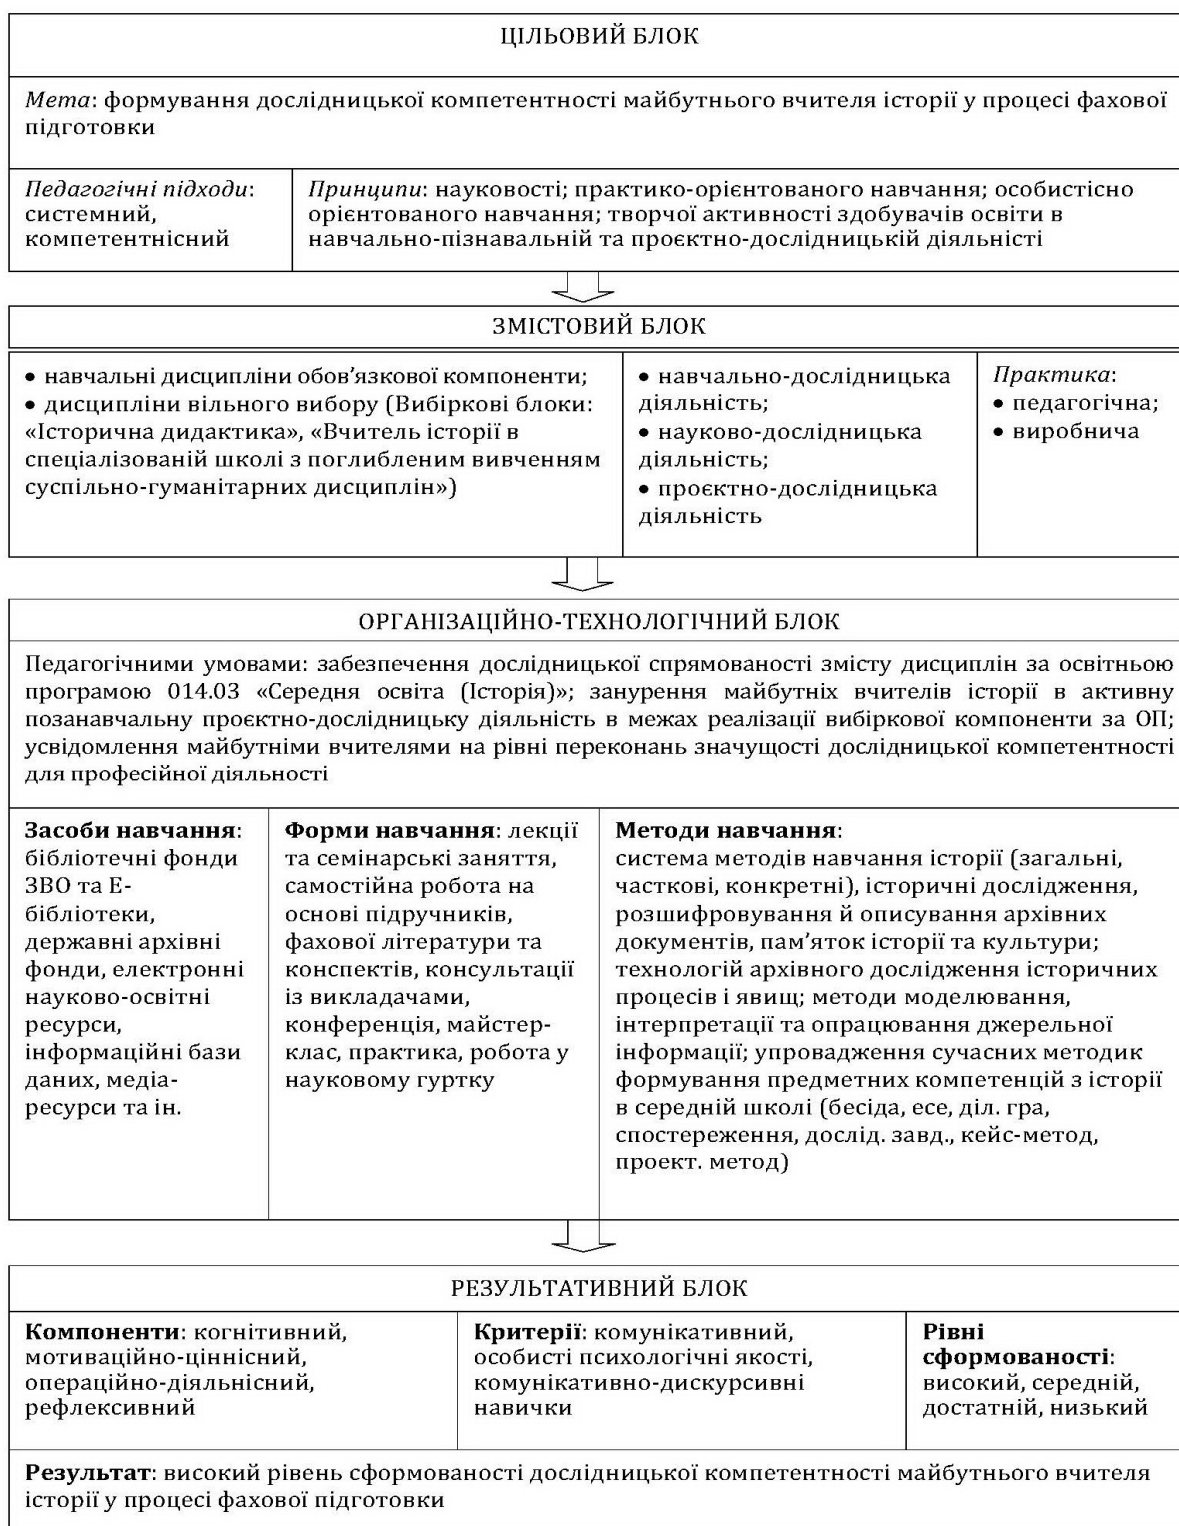 ЦІЛЬОВИЙ БЛОК
Мета: формування дослідницької компетентності майбутнього вчителя історії у процесі фахової
підготовки
Педагогічні підходи:
системний,
компетентнісний
Принципи: науковості; практико-орієнтованого навчання; особистісно
орієнтованого навчання; творчої активності здобувачів освіти в
навчально-пізнавальній та проєктно-дослідницькій діяльністі
ЗМІСТОВИЙ БЛОК
• навчальні дисципліни обов’язкової компоненти;
• дисципліни вільного вибору (Вибіркові блоки:
«Історична дидактика», «Вчитель історії в
спеціалізованій школі з поглибленим вивченням
суспільно-гуманітарних дисциплін»)
• навчально-дослідницька
діяльність;
• науково-дослідницька
діяльність;
• проєктно-дослідницька
діяльність
Практика:
• педагогічна;
• виробнича
ОРГАНІЗАЦІЙНО-ТЕХНОЛОГІЧНИЙ БЛОК
Педагогічними умовами: забезпечення дослідницької спрямованості змісту дисциплін за освітньою
програмою 014.03 «Середня освіта (Історія)»; занурення майбутніх вчителів історії в активну
позанавчальну проєктно-дослідницьку діяльність в межах реалізації вибіркової компоненти за ОП;
усвідомлення майбутніми вчителями на рівні переконань значущості дослідницької компетентності
для професійної діяльності
Засоби навчання:
бібліотечні фонди
ЗВО та Е-
бібліотеки,
державні архівні
фонди, електронні
науково-освітні
ресурси,
інформаційні бази
даних, медіа-
ресурси та ін.
Форми навчання: лекції
та семінарські заняття,
самостійна робота на
основі підручників,
фахової літератури та
конспектів, консультації
із викладачами,
конференція, майстер-
клас, практика, робота у
науковому гуртку
Методи навчання:
система методів навчання історії (загальні,
часткові, конкретні), історичні дослідження,
розшифровування й описування архівних
документів, пам’яток історії та культури;
технологій архівного дослідження історичних
процесів і явищ; методи моделювання,
інтерпретації та опрацювання джерельної
інформації; упровадження сучасних методик
формування предметних компетенцій з історії
в середній школі (бесіда, есе, діл. гра,
спостереження, дослід. завд., кейс-метод,
проект. метод)
РЕЗУЛЬТАТИВНИЙ БЛОК
Компоненти: когнітивний,
мотиваційно-ціннісний,
операційно-діяльнісний,
рефлексивний
Критерії: комунікативний,
особисті психологічні якості,
комунікативно-дискурсивні
навички
Рівні
сформованості:
високий, середній,
достатній, низький
Результат: високий рівень сформованості дослідницької компетентності майбутнього вчителя
історії у процесі фахової підготовки